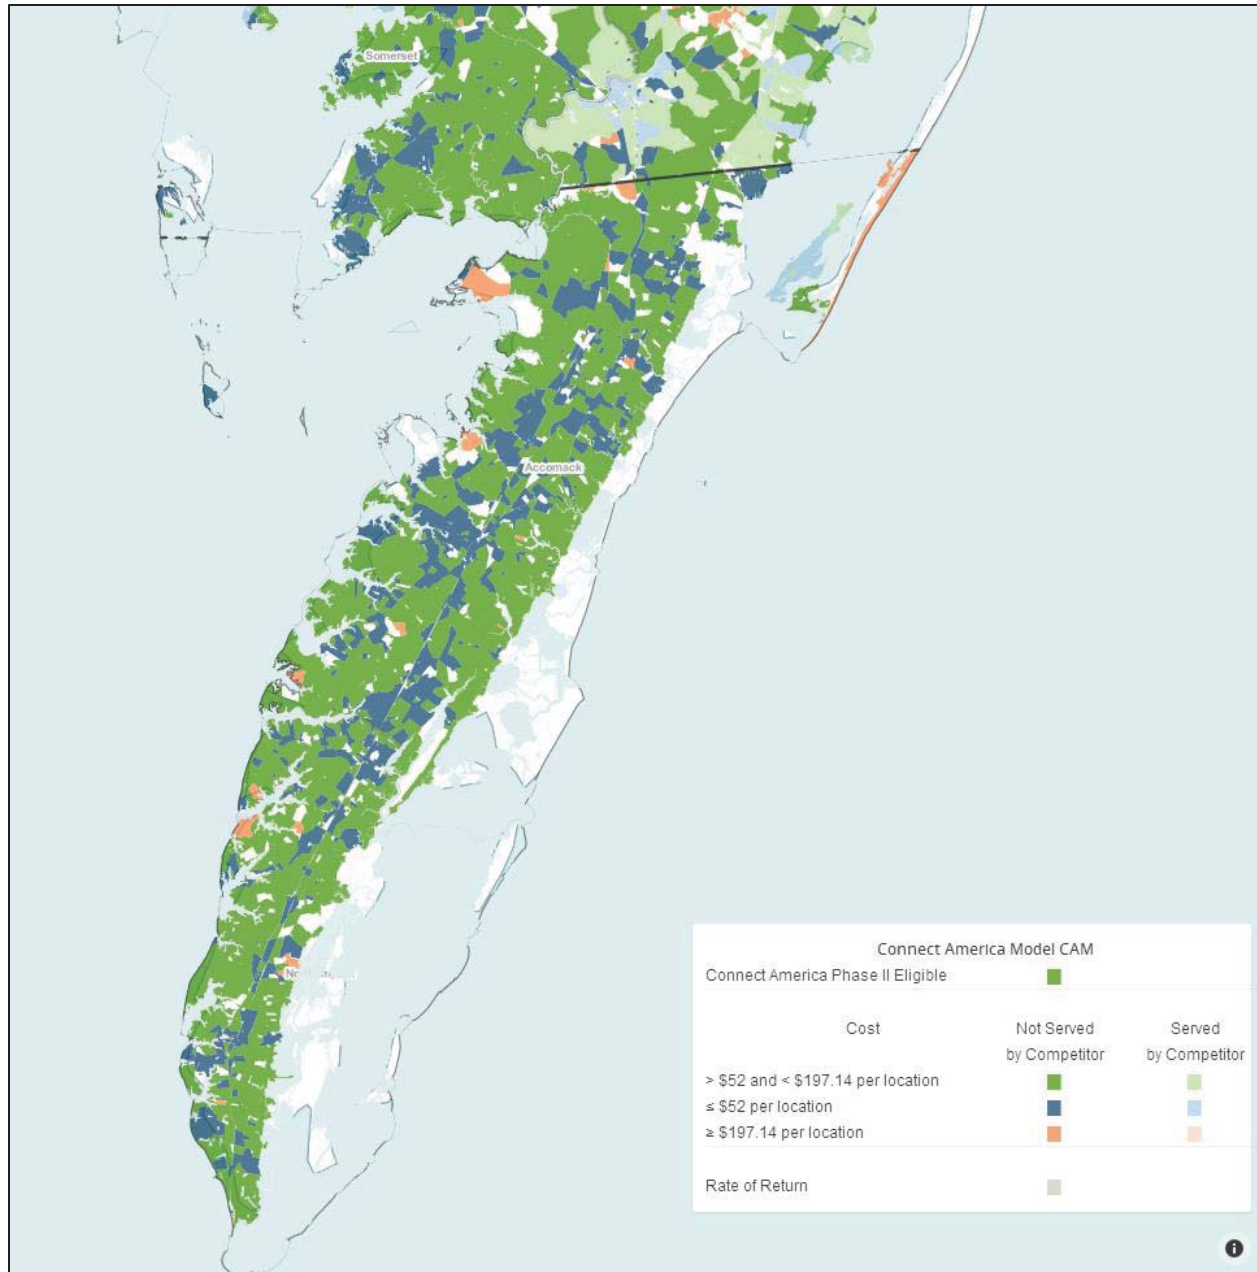 Somerset
Accomack
Connect America Model CAM
Connect America Phase II Eligible
Cost Not Served Served
by Competitor by Competitor
> $52 and < $197.14 per location
≤ $52 per location
≥ $197.14 per location
Rate of Return